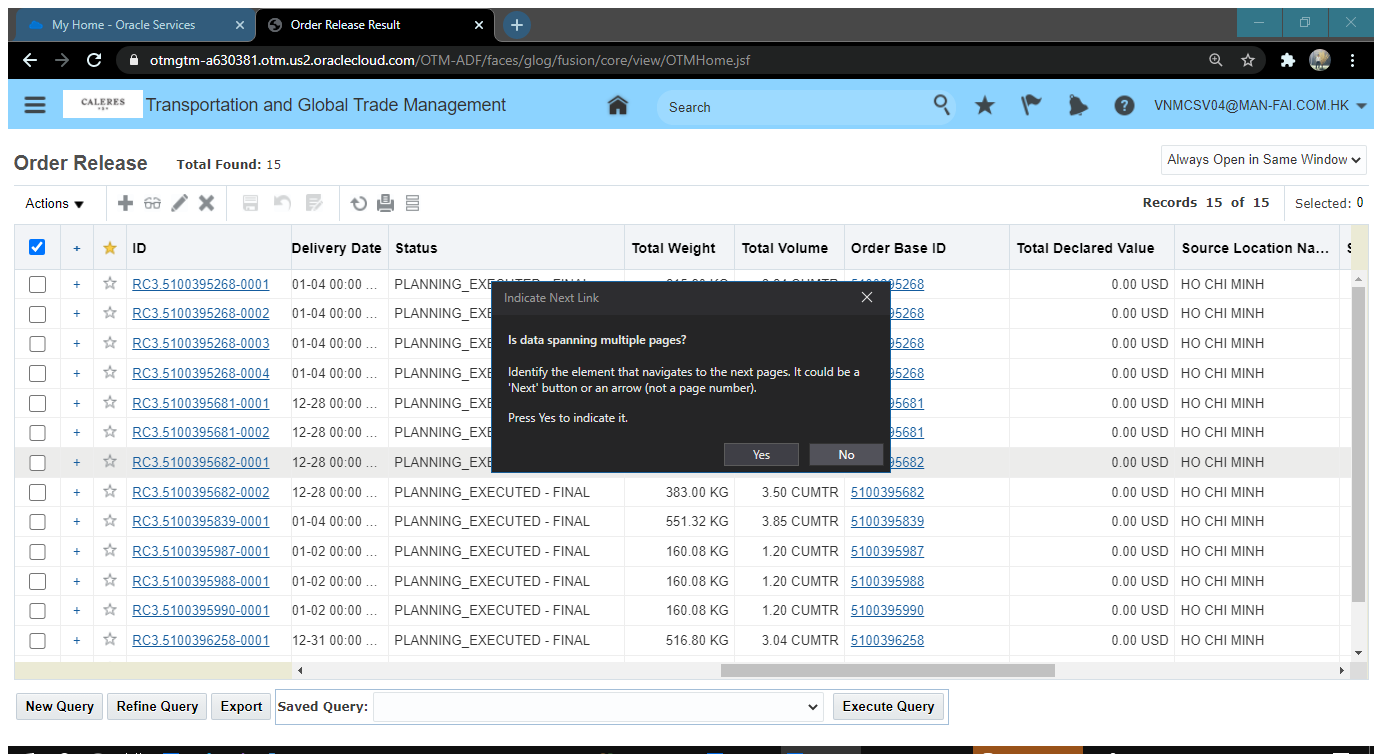 My Home - Oracle Services
Order Release Result
otmgtm-a630381.otm.us2.oraclecloud.com/OTM-ADF/faces/glog/fusion/core/view/OTMHome.jsf
CALERES
Transportation and Global Trade Management
Search
VNMCSV04@MAN-FAI.COM.HK
Order Release
Total Found: 15
Always Open in Same Window
Actions
Records 15 of 15
Selected: 0
+ ID Delivery Date Status Total Weight Total Volume Order Base ID Total Declared Value Source Location Na... S
+ RC3.5100395268-0001 01-04 00:00 ... 95268 0.00 USD HO CHI MINH
+ RC3.5100395268-0002 01-04 00:00 ... PLANNING_EXE 95268 0.00 USD HO CHI MINH
+ RC3.5100395268-0003 01-04 00:00 ... PLANNING_EXE 95268 0.00 USD HO CHI MINH
+ RC3.5100395268-0004 01-04 00:00 ... PLANNING_EXE 95268 0.00 USD HO CHI MINH
+ RC3.5100395681-0001 12-28 00:00 ... PLANNING_EXE 95681 0.00 USD HO CHI MINH
+ RC3.5100395681-0002 12-28 00:00 ... PLANNING_EXE 95681 0.00 USD HO CHI MINH
+ RC3.5100395682-0001 12-28 00:00 ... PLANNING_EXE 95682 0.00 USD HO CHI MINH
+ RC3.5100395682-0002 12-28 00:00 ... PLANNING_EXECUTED - FINAL 383.00 KG 3.50 CUMTR 5100395682 0.00 USD HO CHI MINH
+ RC3.5100395839-0001 01-04 00:00 ... PLANNING_EXECUTED - FINAL 551.32 KG 3.85 CUMTR 5100395839 0.00 USD HO CHI MINH
+ RC3.5100395987-0001 01-02 00:00 ... PLANNING_EXECUTED - FINAL 160.08 KG 1.20 CUMTR 5100395987 0.00 USD HO CHI MINH
+ RC3.5100395988-0001 01-02 00:00 ... PLANNING_EXECUTED - FINAL 160.08 KG 1.20 CUMTR 5100395988 0.00 USD HO CHI MINH
+ RC3.5100395990-0001 01-02 00:00 ... PLANNING_EXECUTED - FINAL 160.08 KG 1.20 CUMTR 5100395990 0.00 USD HO CHI MINH
+ RC3.5100396258-0001 12-31 00:00 ... PLANNING_EXECUTED - FINAL 516.80 KG 3.04 CUMTR 5100396258 0.00 USD HO CHI MINH
Indicate Next Link
Is data spanning multiple pages?
Identify the element that navigates to the next pages. It could be a
'Next' button or an arrow (not a page number).
Press Yes to indicate it.
Yes No
New Query Refine Query Export Saved Query: Execute Query